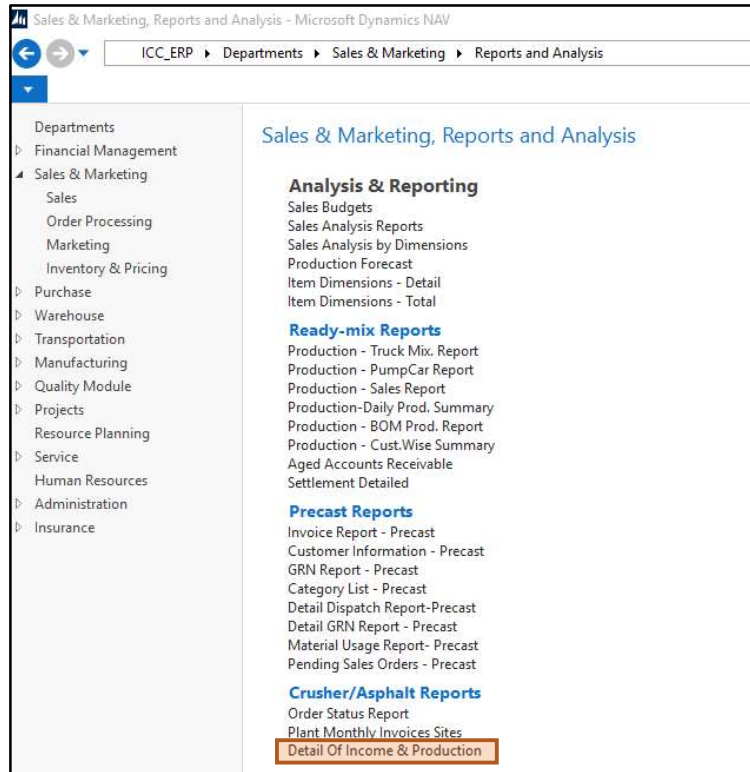 Sales & Marketing, Reports and Analysis - Microsoft Dynamics NAV
ICC_ERP Departments Sales & Marketing Reports and Analysis
Departments
Financial Management
Sales & Marketing
Sales
Order Processing
Marketing
Inventory & Pricing
Purchase
Warehouse
Transportation
Manufacturing
Quality Module
Projects
Resource Planning
Service
Human Resources
Administration
Insurance
Sales & Marketing, Reports and Analysis
Analysis & Reporting
Sales Budgets
Sales Analysis Reports
Sales Analysis by Dimensions
Production Forecast
Item Dimensions - Detail
Item Dimensions - Total
Ready-mix Reports
Production - Truck Mix. Report
Production - PumpCar Report
Production - Sales Report
Production-Daily Prod. Summary
Production - BOM Prod. Report
Production - Cust.Wise Summary
Aged Accounts Receivable
Settlement Detailed
Precast Reports
Invoice Report - Precast
Customer Information - Precast
GRN Report - Precast
Category List - Precast
Detail Dispatch Report-Precast
Detail GRN Report - Precast
Material Usage Report- Precast
Pending Sales Orders - Precast
Crusher/Asphalt Reports
Order Status Report
Plant Monthly Invoices Sites
Detail Of Income & Production